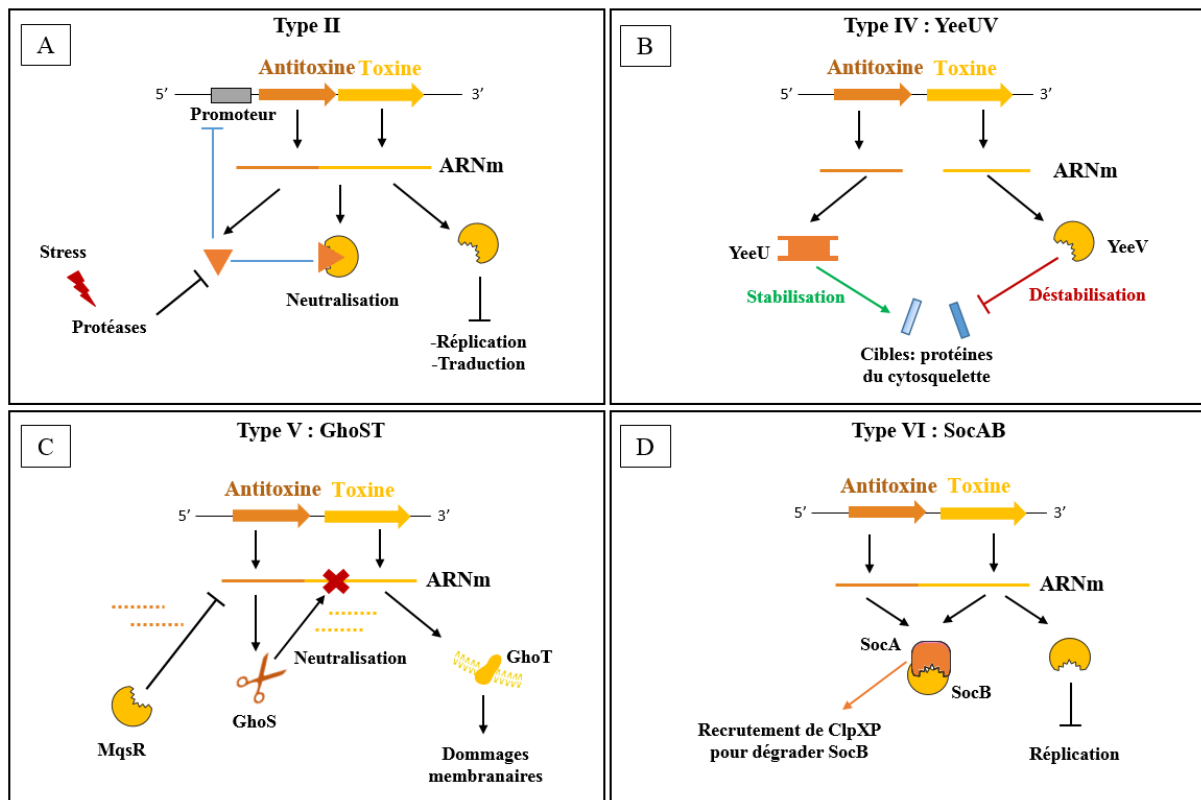 A
Type II
Antitoxine Toxine
5’ 3’
Promoteur
ARNm
Stress
Neutralisation
Protéases
-Réplication
-Traduction
B
Type IV : YeeUV
Antitoxine Toxine
5’ 3’
ARNm
YeeU YeeV
Stabilisation Déstabilisation
Cibles: protéines
du cytosquelette
C
Type V : GhoST
Antitoxine Toxine
5’ 3’
ARNm
Neutralisation GhoT
GhoS
MqsR
Dommages
membranaires
D
Type VI : SocAB
Antitoxine Toxine
5’ 3’
ARNm
SocA
SocB
Recrutement de ClpXP
pour dégrader SocB
Réplication